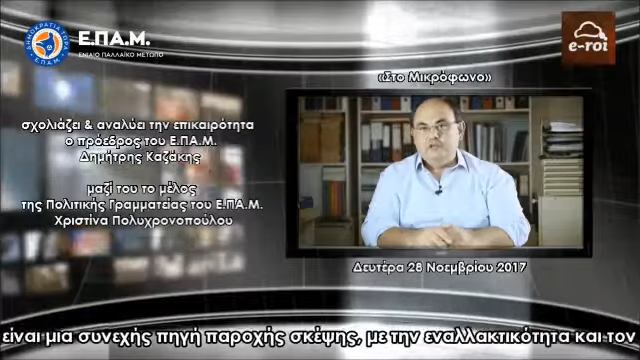 ΔΗΜΟΚΡΑΤΙΑ ΤΩΡΑ
Ε.Π.Α.Μ.
Ε.ΠΑ.Μ.
ΕΝΙΑΙΟ ΠΑΛΛΑΪΚΟ ΜΕΤΩΠΟ
e-roi
«Στο Μικρόφωνο»
σχολιάζει & αναλύει την επικαιρότητα
ο πρόεδρος του Ε.ΠΑ.Μ.
Δημήτρης Καζάκης
μαζί του το μέλος
της Πολιτικής Γραμματείας του Ε.ΠΑ.Μ.
Χριστίνα Πολυχρονοπούλου
Δευτέρα 28 Νοεμβρίου 2017
είναι μια συνεχής πηγή παροχής σκέψης, με την εναλλακτικότητα και τον